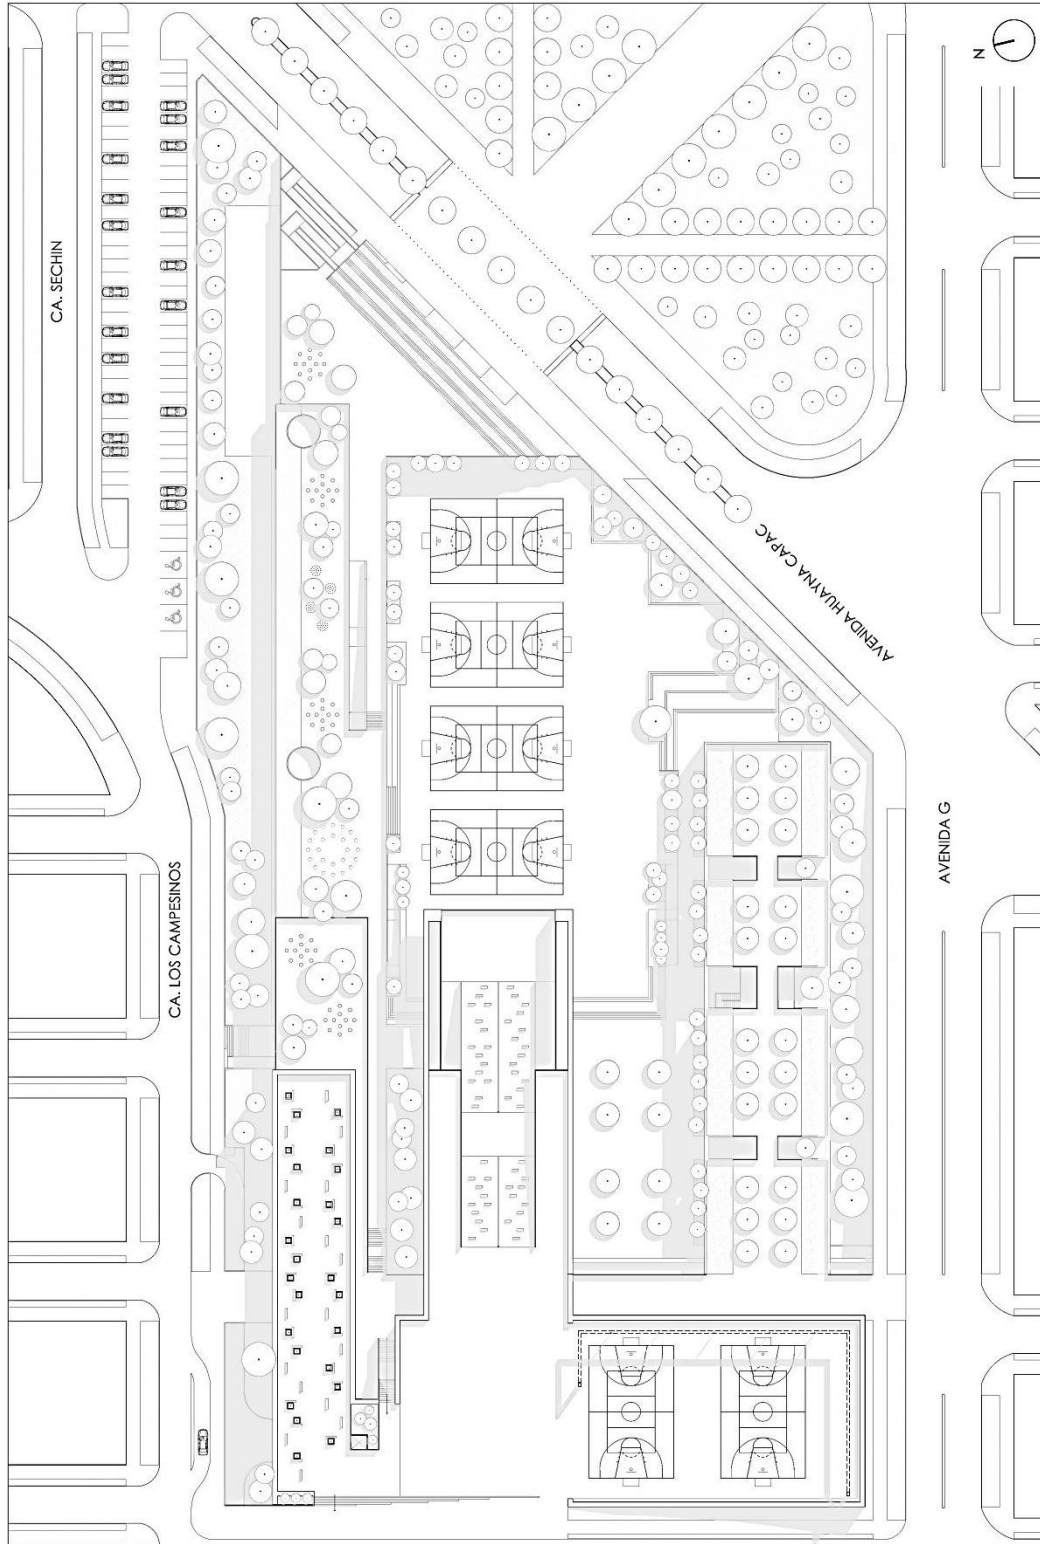 N
CA. SECHIN
AVENIDA HUAYNA CAPAC
AVENIDA G
CA. LOS CAMPESINOS